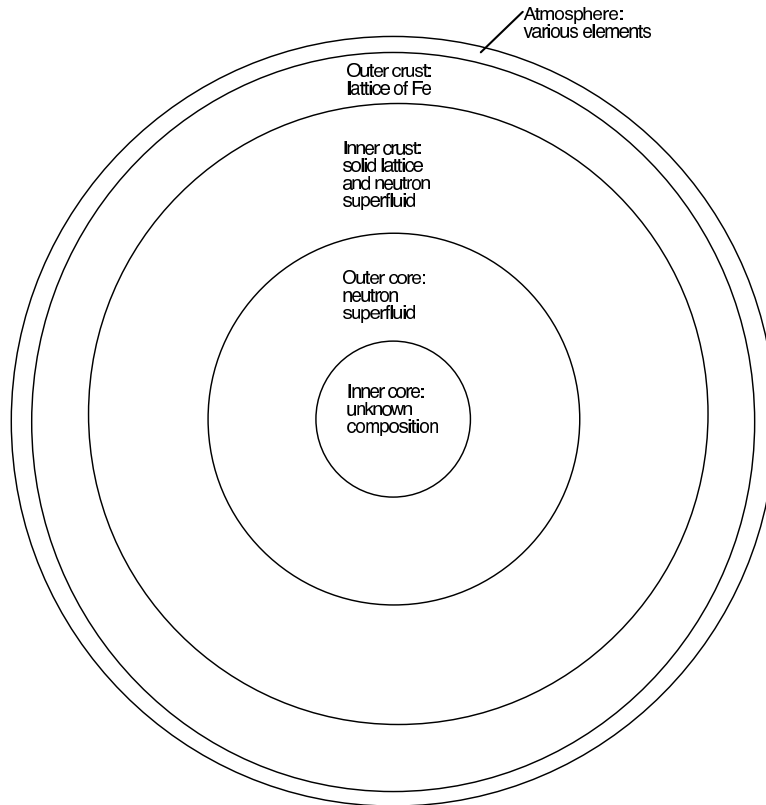 Atmosphere:
various elements
Outer crust:
lattice of Fe
Inner crust:
solid lattice
and neutron
superfluid
Outer core:
neutron
superfluid
Inner core:
unknown
composition